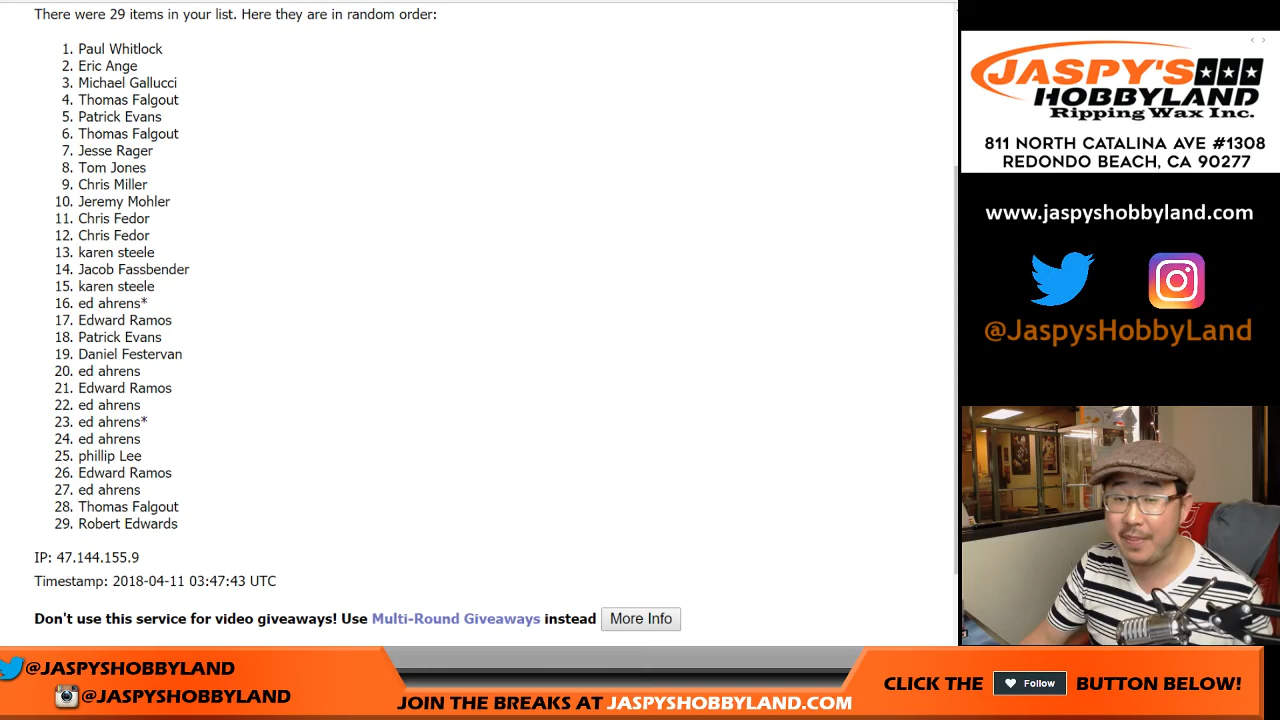 There were 29 items in your list. Here they are in random order:
1. Paul Whitlock
2. Eric Ange
3. Michael Gallucci
4. Thomas Falgout
5. Patrick Evans
6. Thomas Falgout
7. Jesse Rager
8. Tom Jones
9. Chris Miller
10. Jeremy Mohler
11. Chris Fedor
12. Chris Fedor
13. karen steele
14. Jacob Fassbender
15. karen steele
16. ed ahrens*
17. Edward Ramos
18. Patrick Evans
19. Daniel Festervan
20. ed ahrens
21. Edward Ramos
22. ed ahrens
23. ed ahrens*
24. ed ahrens
25. phillip Lee
26. Edward Ramos
27. ed ahrens
28. Thomas Falgout
29. Robert Edwards
IP: 47.144.155.9
Timestamp: 2018-04-11 03:47:43 UTC
Don't use this service for video giveaways! Use Multi-Round Giveaways instead More Info
JASPY'S
HOBBYLAND
Ripping Wax Inc.
811 NORTH CATALINA AVE #1308
REDONDO BEACH, CA 90277
www.jaspyshobbyland.com
@JaspysHobbyLand
@JASPYSHOBBYLAND
@JASPYSHOBBYLAND
JOIN THE BREAKS AT JASPYSHOBBYLAND.COM
CLICK THE Follow BUTTON BELOW!